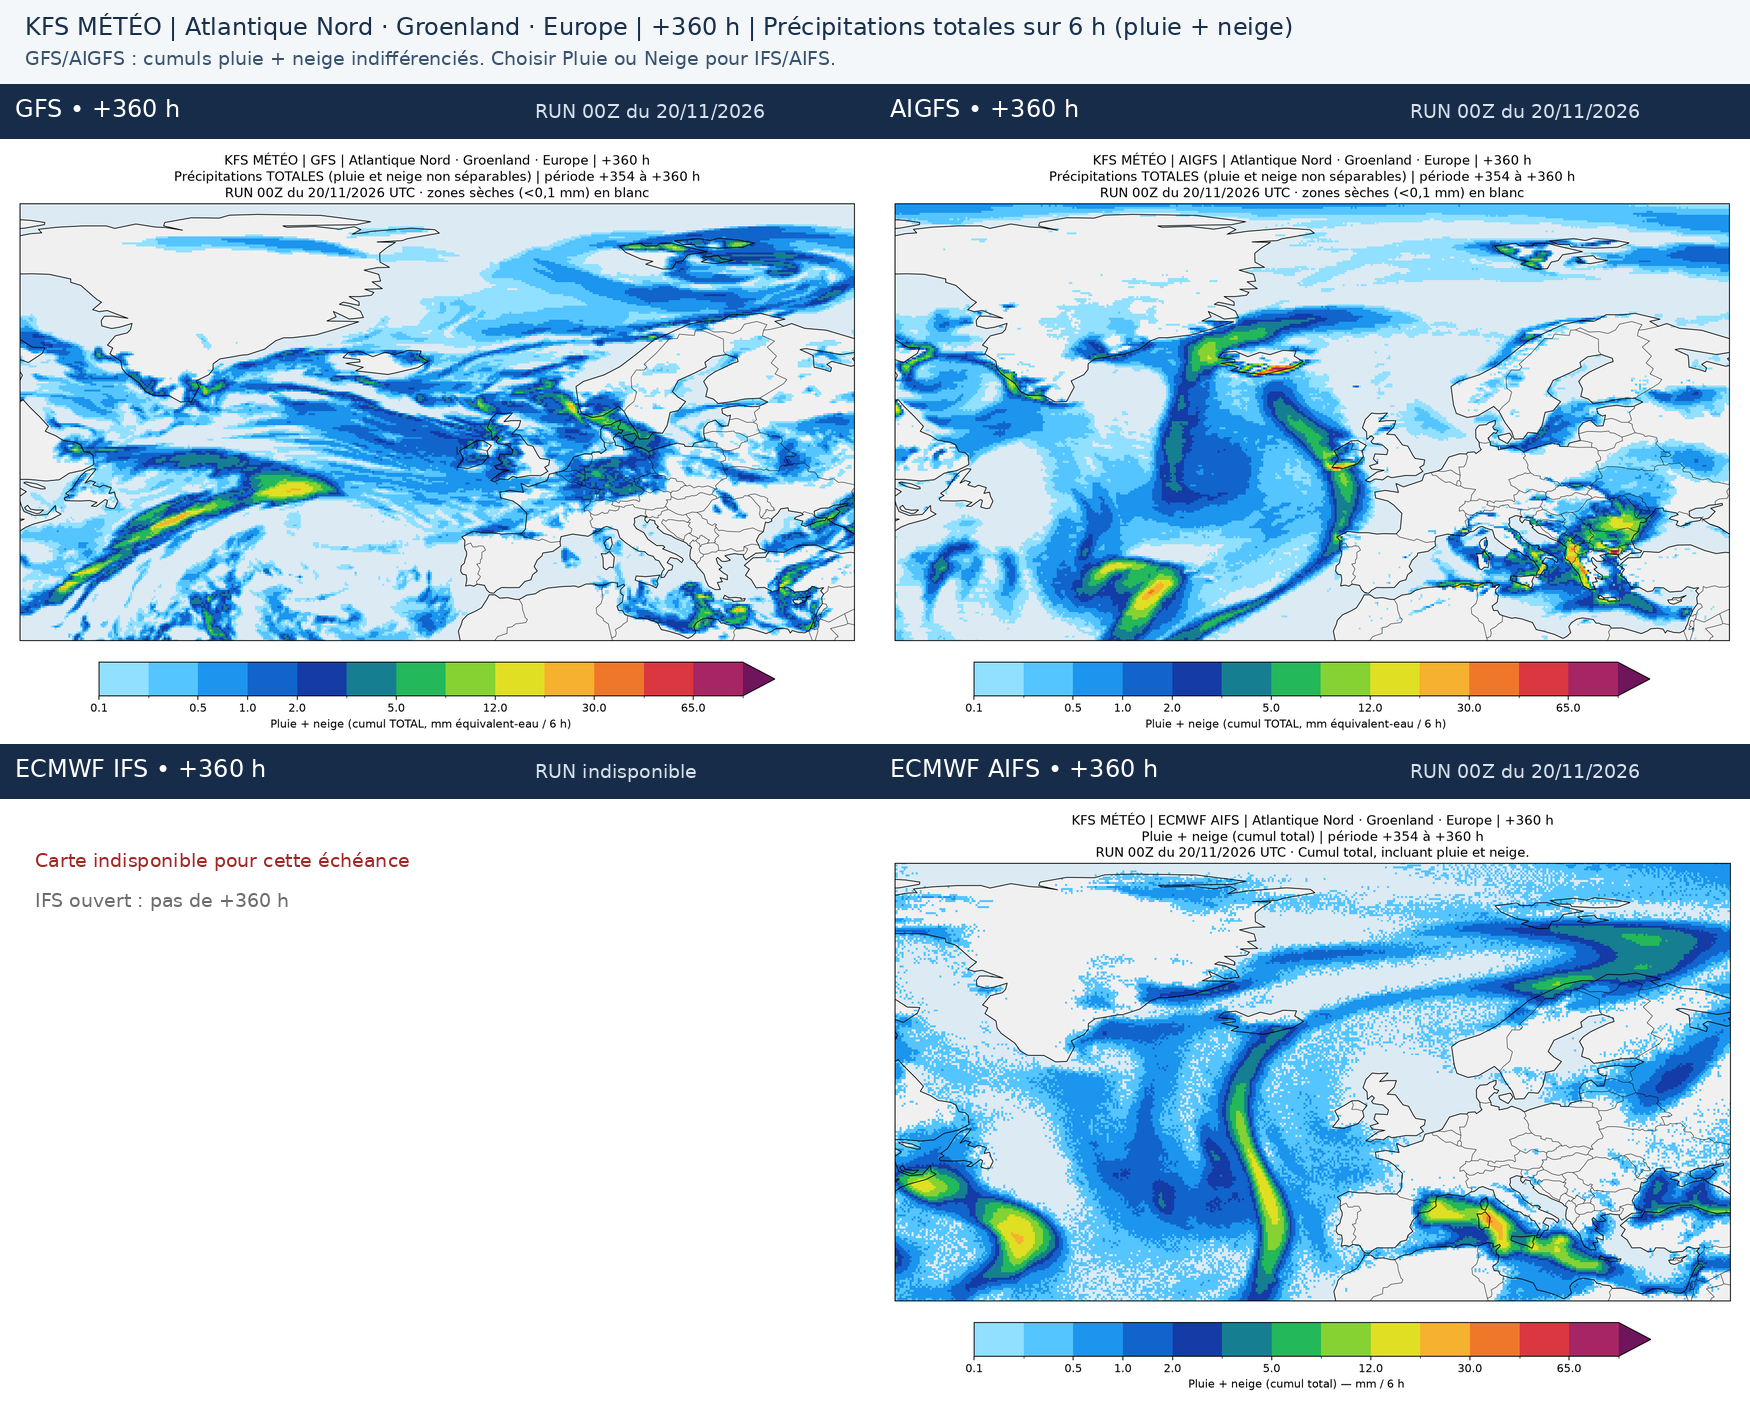 KFS MÉTÉO | Atlantique Nord · Groenland · Europe | +360 h | Précipitations totales sur 6 h (pluie + neige)
GFS/AIGFS : cumuls pluie + neige indifférenciés. Choisir Pluie ou Neige pour IFS/AIFS.
GFS • +360 h
RUN 00Z du 20/11/2026
KFS MÉTÉO | GFS | Atlantique Nord · Groenland · Europe | +360 h
Précipitations TOTALES (pluie et neige non séparables) | période +354 à +360 h
RUN 00Z du 20/11/2026 UTC · zones sèches (<0,1 mm) en blanc
0.1 0.5 1.0 2.0 5.0 12.0 30.0 65.0
Pluie + neige (cumul TOTAL, mm équivalent-eau / 6 h)
AIGFS • +360 h
RUN 00Z du 20/11/2026
KFS MÉTÉO | AIGFS | Atlantique Nord · Groenland · Europe | +360 h
Précipitations TOTALES (pluie et neige non séparables) | période +354 à +360 h
RUN 00Z du 20/11/2026 UTC · zones sèches (<0,1 mm) en blanc
0.1 0.5 1.0 2.0 5.0 12.0 30.0 65.0
Pluie + neige (cumul TOTAL, mm équivalent-eau / 6 h)
ECMWF IFS • +360 h
RUN indisponible
Carte indisponible pour cette échéance
IFS ouvert : pas de +360 h
ECMWF AIFS • +360 h
RUN 00Z du 20/11/2026
KFS MÉTÉO | ECMWF AIFS | Atlantique Nord · Groenland · Europe | +360 h
Pluie + neige (cumul total) | période +354 à +360 h
RUN 00Z du 20/11/2026 UTC · Cumul total, incluant pluie et neige.
0.1 0.5 1.0 2.0 5.0 12.0 30.0 65.0
Pluie + neige (cumul total) — mm / 6 h